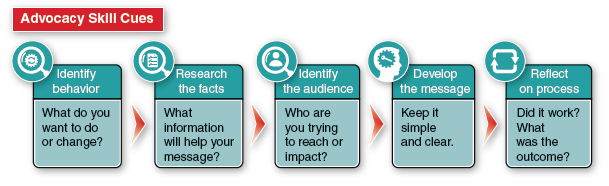 Advocacy Skill Cues
Identify
behavior
What do you
want to do
or change?
Research
the facts
What
information
will help your
message?
Identify
the audience
Who are
you trying
to reach or
impact?
Develop
the message
Keep it
simple
and clear.
Reflect
on process
Did it work?
What
was the
outcome?